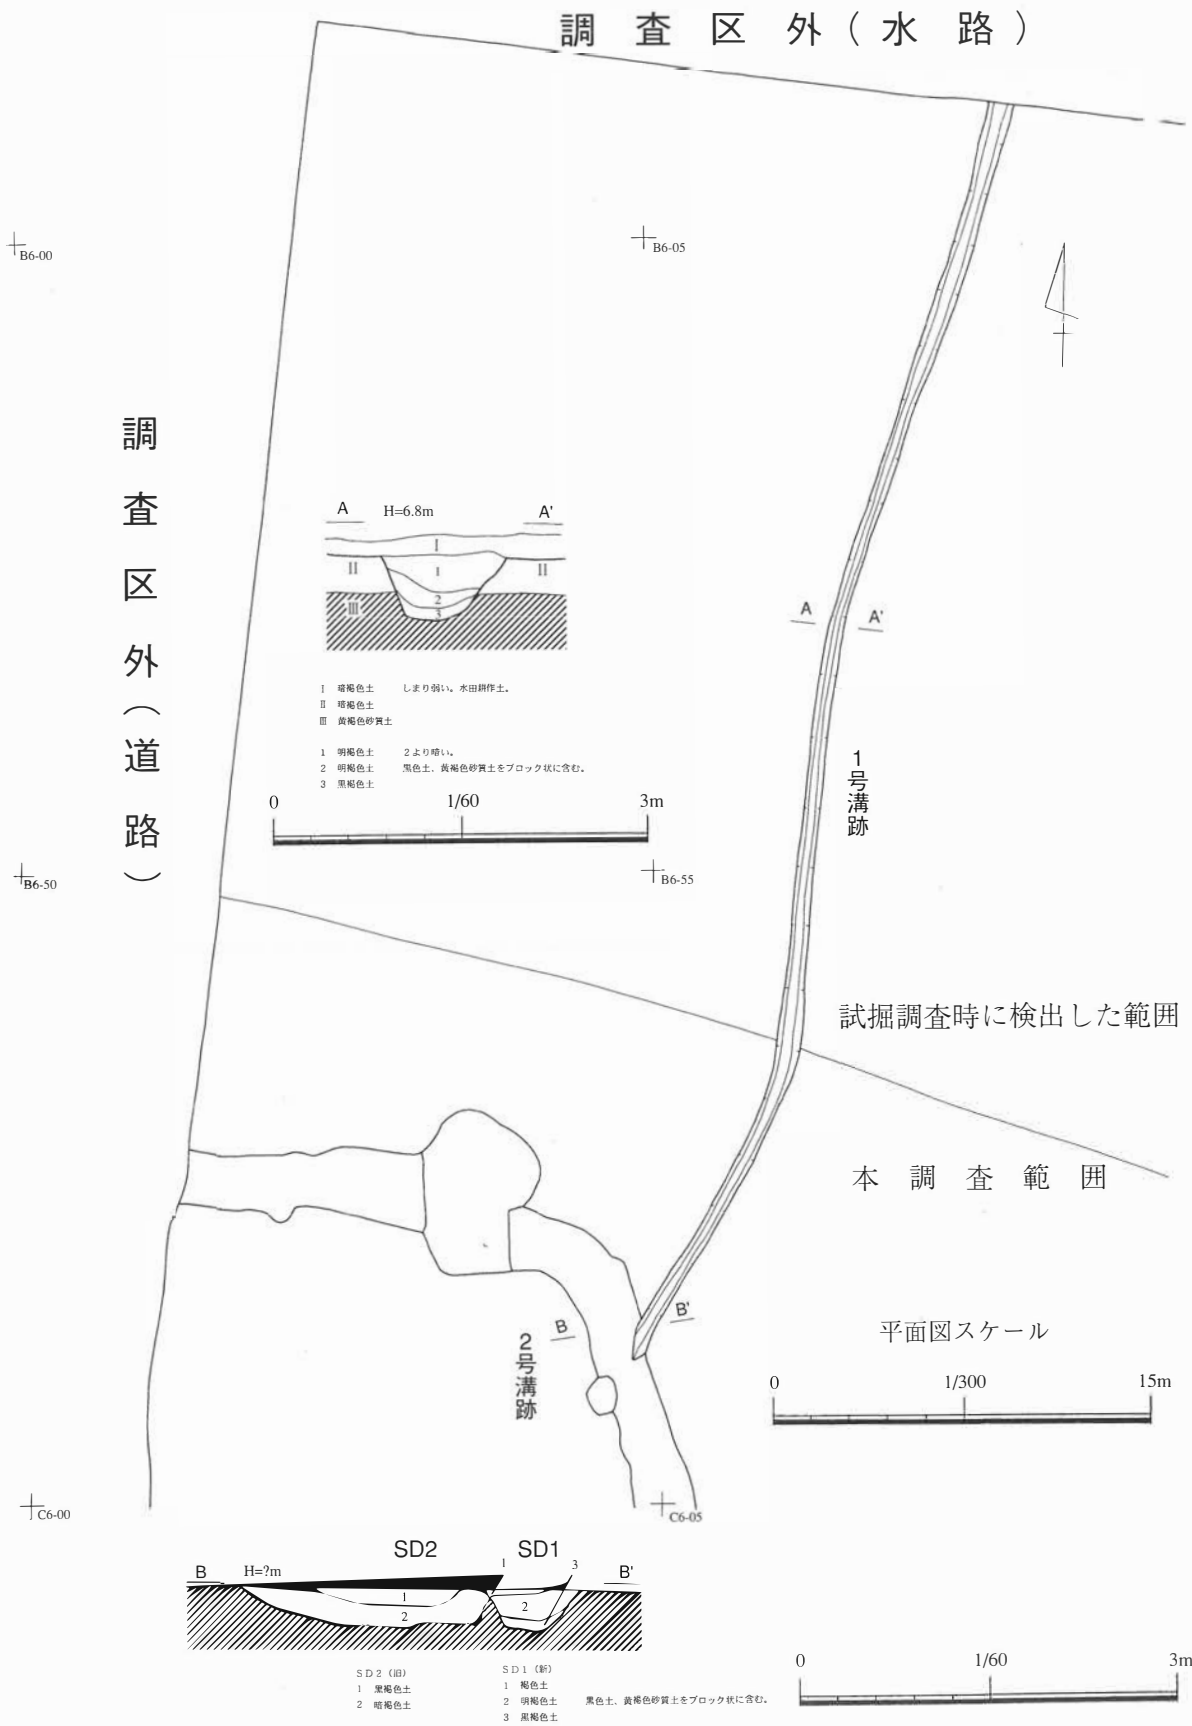 調査区外（水路）
B6-00
B6-05
調査区外（道路）
A H=6.8m A'
I
II 1 II
2
III 3
A A'
I 暗褐色土 しまり弱い。水田耕作土。
II 暗褐色土
III 黄褐色砂質土
1 明褐色土 2より暗い。
2 明褐色土 黒色土、黄褐色砂質土をブロック状に含む。
3 黒褐色土
0 1/60 3m
1号溝跡
B6-50
B6-55
試掘調査時に検出した範囲
本調査範囲
B B'
2号溝跡
平面図スケール
0 1/300 15m
C6-00
C6-05
SD2 SD1
B H=?m 1 3 B'
1 2
2
SD2（旧）
1 黒褐色土
2 暗褐色土
SD1（新）
1 褐色土
2 明褐色土 黒色土、黄褐色砂質土をブロック状に含む。
3 黒褐色土
0 1/60 3m